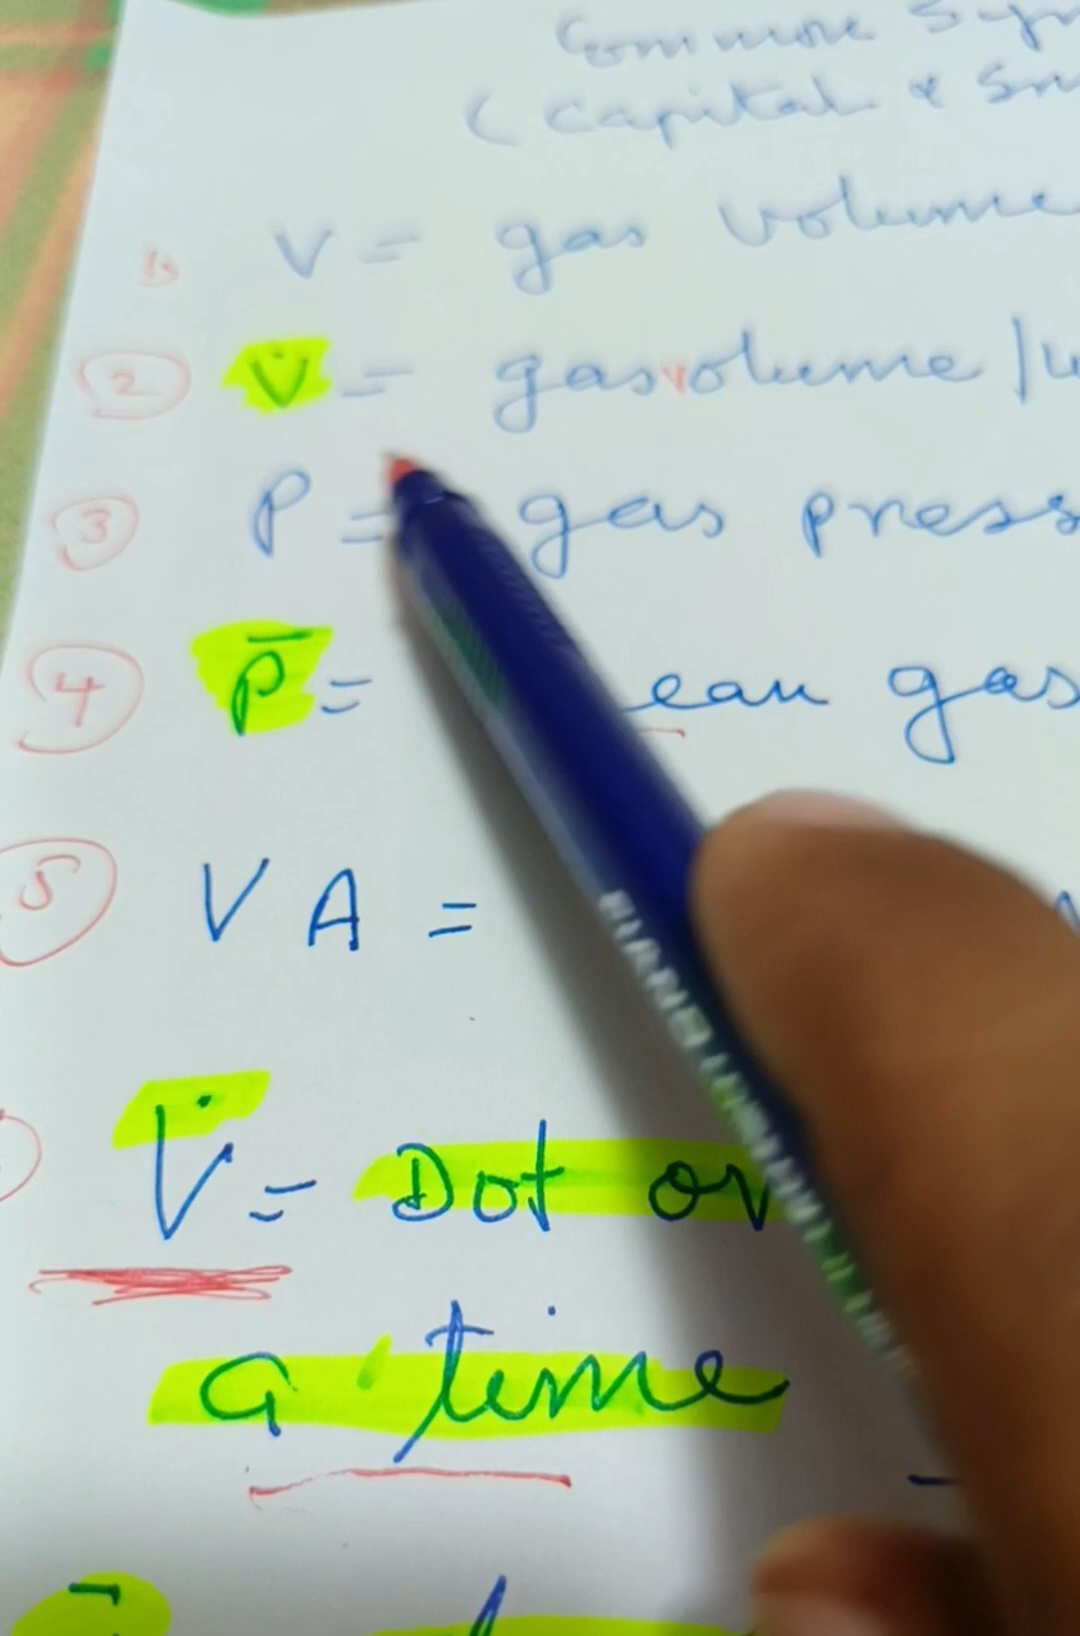 Common Sy
( Capital & Sm
1) V = gas volume
2 V̇ = gas volume /u
3 P = gas press
4 P̄ = ean gas
5 V A =
V̇ = Dot ov
a time